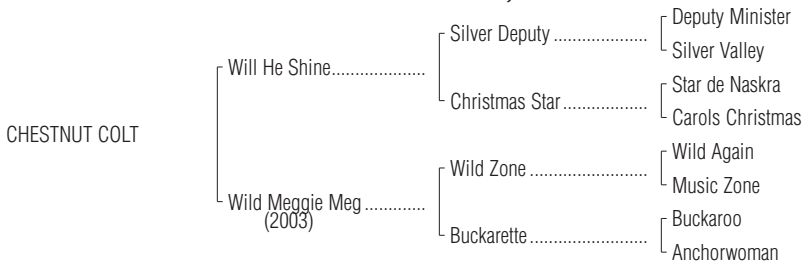 Deputy Minister
Silver Deputy ....................
Silver Valley
Will He Shine....................
Star de Naskra
Christmas Star..................
Carols Christmas
CHESTNUT COLT
Wild Again
Wild Zone .........................
Music Zone
Wild Meggie Meg .............
(2003)
Buckaroo
Buckarette.........................
Anchorwoman